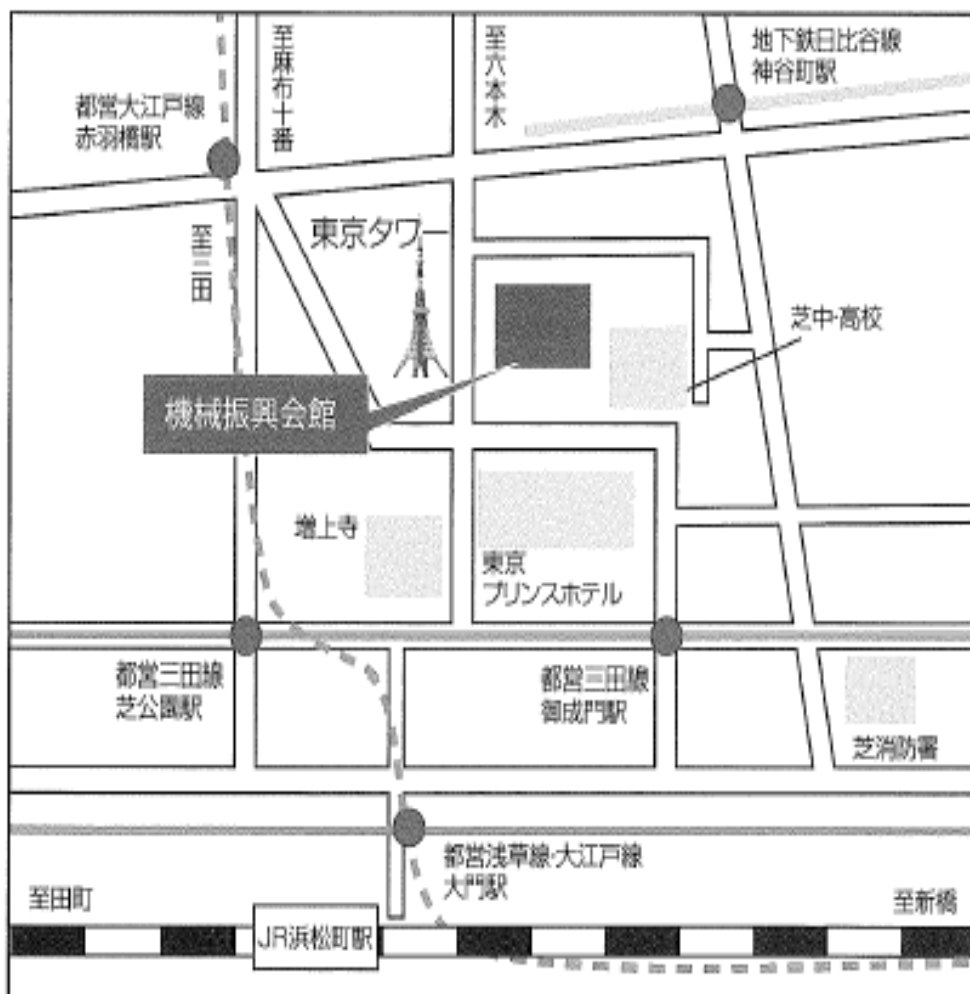 至麻布十番
至六本木
地下鉄日比谷線
神谷町駅
都営大江戸線
赤羽橋駅
至三田
東京タワー
芝中・高校
機械振興会館
増上寺
東京
プリンスホテル
都営三田線
芝公園駅
都営三田線
御成門駅
芝消防署
都営浅草線・大江戸線
大門駅
至田町
至新橋
JR浜松町駅